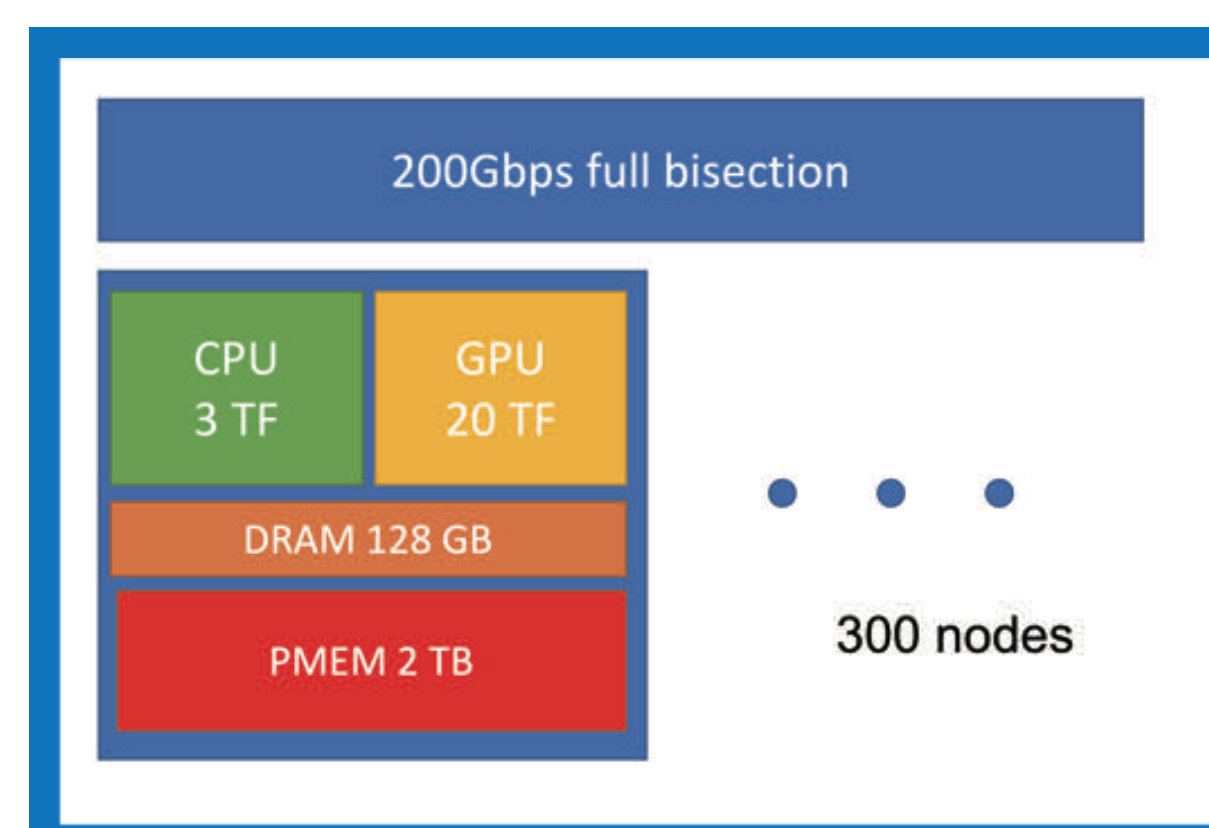 200Gbps full bisection
CPU
3 TF
GPU
20 TF
DRAM 128 GB
PMEM 2 TB
300 nodes